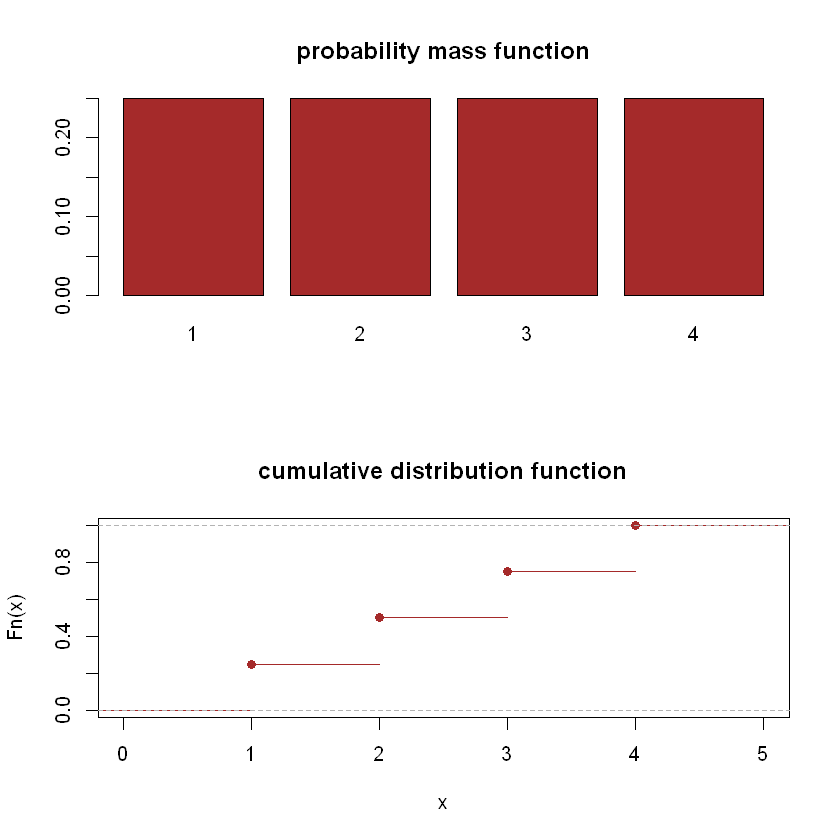 probability mass function
0.20
0.10
0.00
1 2 3 4
cumulative distribution function
Fn(x)
0.8
0.4
0.0
0 1 2 3 4 5
x